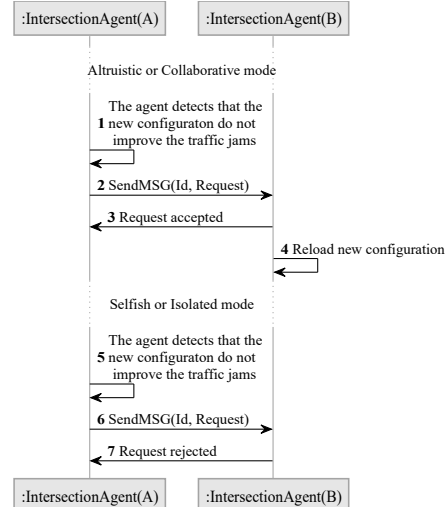 :IntersectionAgent(A) :IntersectionAgent(B)
Altruistic or Collaborative mode
The agent detects that the
1 new configuraton do not
improve the traffic jams
2 SendMSG(Id, Request)
3 Request accepted
4 Reload new configuration
Selfish or Isolated mode
The agent detects that the
5 new configuraton do not
improve the traffic jams
6 SendMSG(Id, Request)
7 Request rejected
:IntersectionAgent(A) :IntersectionAgent(B)